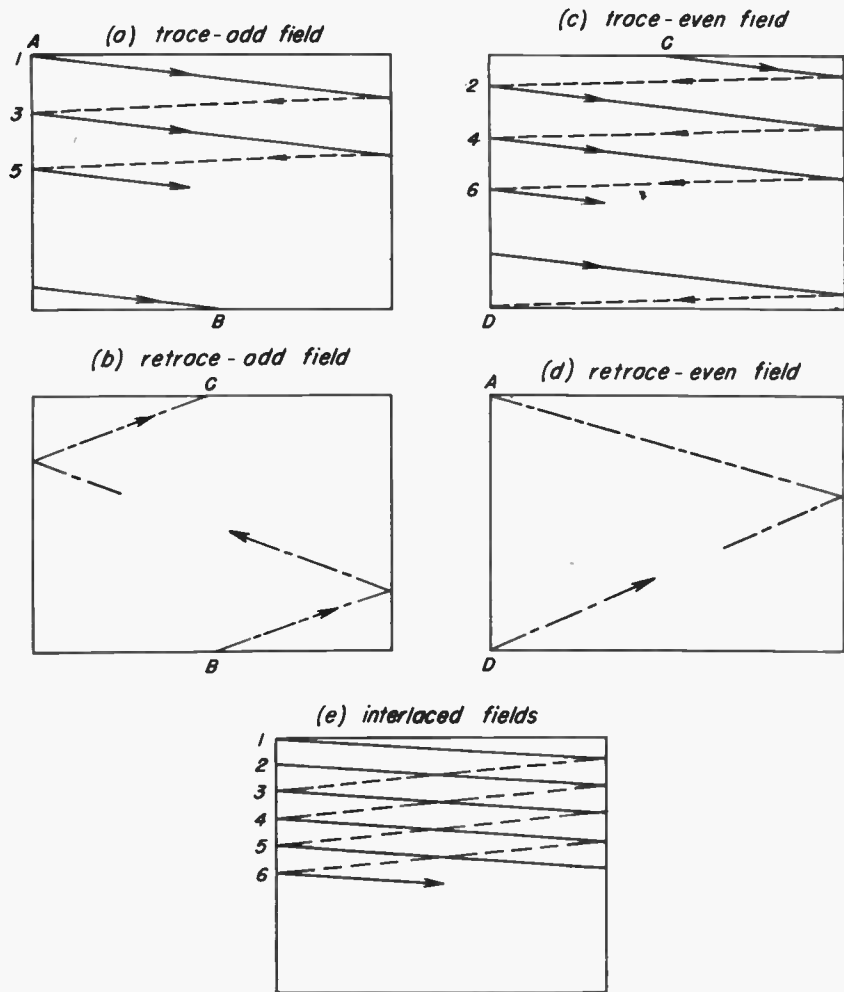 (a) trace-odd field
A
1
3
5
B
(c) trace-even field
C
2
4
6
D
(b) retrace-odd field
C
B
(d) retrace-even field
A
D
(e) interlaced fields
1
2
3
4
5
6